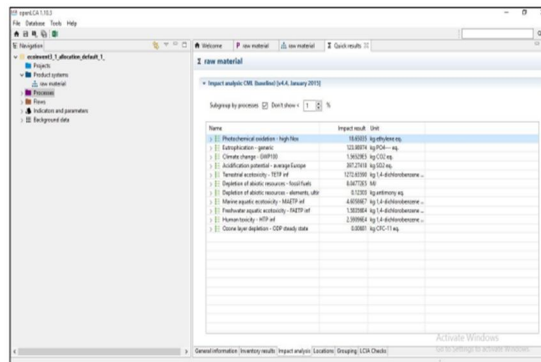 openLCA 1.10.3
File Database Tools Help
Navigation
ecoinvent3_1_allocation_default_1_
Projects
Product systems
raw material
Processes
Flows
Indicators and parameters
Background data
Welcome raw material raw material Quick results
raw material
Impact analysis CML (baseline) [v4.4, January 2015]
Subgroup by processes Don't show < 1 %
Name Impact result Unit
Photochemical oxidation - high Nox kg ethylene eq.
Eutrophication - generic kg PO4--- eq.
Climate change - GWP100 kg CO2 eq.
Acidification potential - average Europe kg SO2 eq.
Terrestrial ecotoxicity - TETP inf kg 1,4-dichlorobenzene ...
Depletion of abiotic resources - fossil fuels MJ
Depletion of abiotic resources - elements, ultir kg antimony eq.
Marine aquatic ecotoxicity - MAETP inf kg 1,4-dichlorobenzene ...
Freshwater aquatic ecotoxicity - FAETP inf kg 1,4-dichlorobenzene ...
Human toxicity - HTP inf kg 1,4-dichlorobenzene ...
Ozone layer depletion - ODP steady state kg CFC-11 eq.
Activate Windows
Go to Settings to activate Windows.
General information Inventory results Impact analysis Locations Grouping LCIA Checks